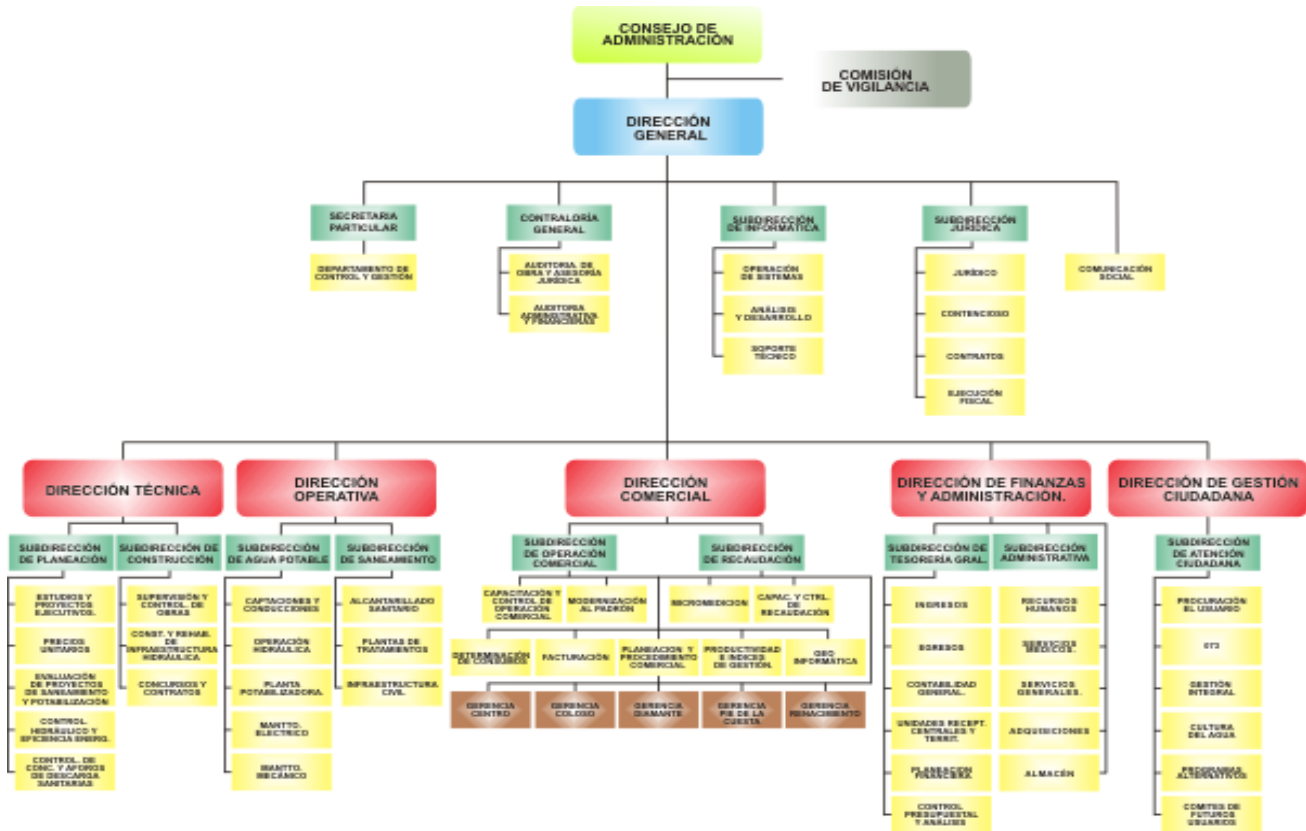 CONSEJO DE
ADMINISTRACIÓN
COMISIÓN
DE VIGILANCIA
DIRECCIÓN
GENERAL
SECRETARIA
PARTICULAR
CONTRALORÍA
GENERAL
SUBDIRECCIÓN
DE INFORMÁTICA
SUBDIRECCIÓN
JURÍDICA
DEPARTAMENTO DE
CONTROL Y GESTIÓN
AUDITORIA. DE
OBRA Y ASESORÍA
JURÍDICA
OPERACIÓN
DE SISTEMAS
JURÍDICO
COMUNICACIÓN
SOCIAL
AUDITORIA
ADMINISTRATIVA
Y FINANCIERAS
ANÁLISIS
Y DESARROLLO
CONTENCIOSO
SOPORTE
TÉCNICO
CONTRATOS
EJECUCIÓN
FISCAL
DIRECCIÓN TÉCNICA
DIRECCIÓN
OPERATIVA
DIRECCIÓN
COMERCIAL
DIRECCIÓN DE FINANZAS
Y ADMINISTRACIÓN.
DIRECCIÓN DE GESTIÓN
CIUDADANA
SUBDIRECCIÓN
DE PLANEACIÓN
SUBDIRECCIÓN DE
CONSTRUCCIÓN
SUBDIRECCIÓN
DE AGUA POTABLE
SUBDIRECCIÓN
DE SANEAMIENTO
SUBDIRECCIÓN
DE OPERACIÓN
COMERCIAL
SUBDIRECCIÓN
DE RECAUDACIÓN
SUBDIRECCIÓN DE
TESORERÍA GRAL.
SUBDIRECCIÓN
ADMINISTRATIVA
SUBDIRECCIÓN
DE ATENCIÓN
CIUDADANA
ESTUDIOS Y
PROYECTOS
EJECUTIVOS.
SUPERVISIÓN Y
CONTROL. DE
OBRAS
CAPTACIONES Y
CONDUCCIONES
ALCANTARILLADO
SANITARIO
CAPACITACIÓN Y
CONTROL DE
OPERACIÓN
COMERCIAL
MODERNIZACIÓN
AL PADRÓN
MICROMEDICION
CAPAC. Y CTRL.
DE
RECAUDACIÓN
INGRESOS
RECURSOS
HUMANOS
PROCURACIÓN
EL USUARIO
PRECIOS
UNITARIOS
CONST. Y REHAB.
DE
INFRAESTRUCTURA
HIDRÁULICA
OPERACIÓN
HIDRÁULICA
PLANTAS DE
TRATAMIENTOS
DETERMINACIÓN
DE CONSUMOS
FACTURACIÓN
PLANEACION Y
PROCEDIMIENTO
COMERCIAL
PRODUCTIVIDAD
E INDICES
DE GESTIÓN.
GEO
INFORMÁTICA
EGRESOS
SERVICIOS
MEDICOS.
073
EVALUACIÓN
DE PROYECTOS
DE SANEAMIENTO
Y POTABILIZACIÓN
CONCURSOS Y
CONTRATOS
PLANTA
POTABILIZADORA.
INFRAESTRUCTURA
CIVIL
GERENCIA
CENTRO
GERENCIA
COLOSO
GERENCIA
DIAMANTE
GERENCIA
PIE DE LA
CUESTA
GERENCIA
RENACIMIENTO
CONTABILIDAD
GENERAL.
SERVICIOS
GENERALES.
GESTIÓN
INTEGRAL
CONTROL.
HIDRÁULICO Y
EFICIENCIA ENERG.
MANTTO.
ELECTRICO
UNIDADES RECEPT.
CENTRALES Y
TERRIT.
ADQUISICIONES
CULTURA
DEL AGUA
CONTROL. DE
CONC. Y AFOROS
DE DESCARGA
SANITARIAS
MANTTO.
MECÁNICO
PLANEACION
FINANCIERA
ALMACÉN
PROGRAMAS
ALTERNATIVOS
CONTROL
PRESUPUESTAL
Y ANÁLISIS
COMITES DE
FUTUROS
USUARIOS